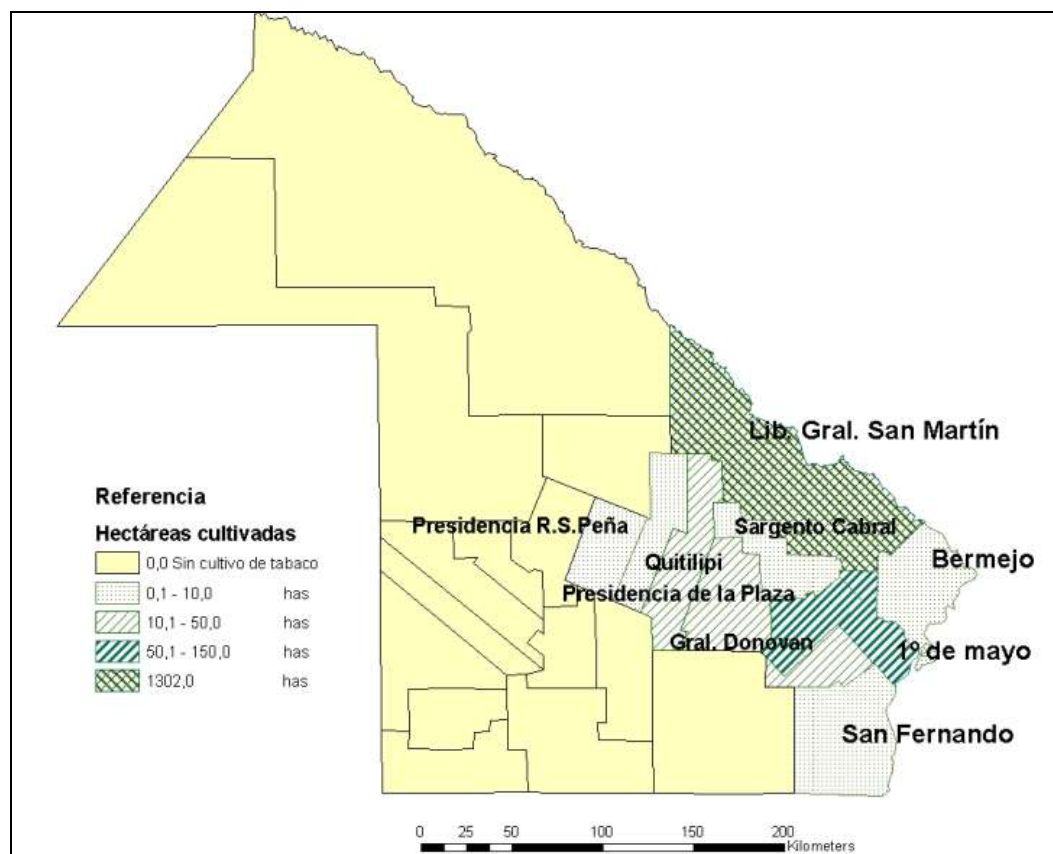 Lib. Gral. San Martín
Referencia
Hectáreas cultivadas
Presidencia R.S.Peña
Sargento Cabral
0,0 Sin cultivo de tabaco
Quitilipi
Bermejo
0,1 - 10,0 has
Presidencia de la Plaza
10,1 - 50,0 has
Gral. Donovan
1º de mayo
50,1 - 150,0 has
1302,0 has
San Fernando
0 25 50 100 150 200
Kilometers